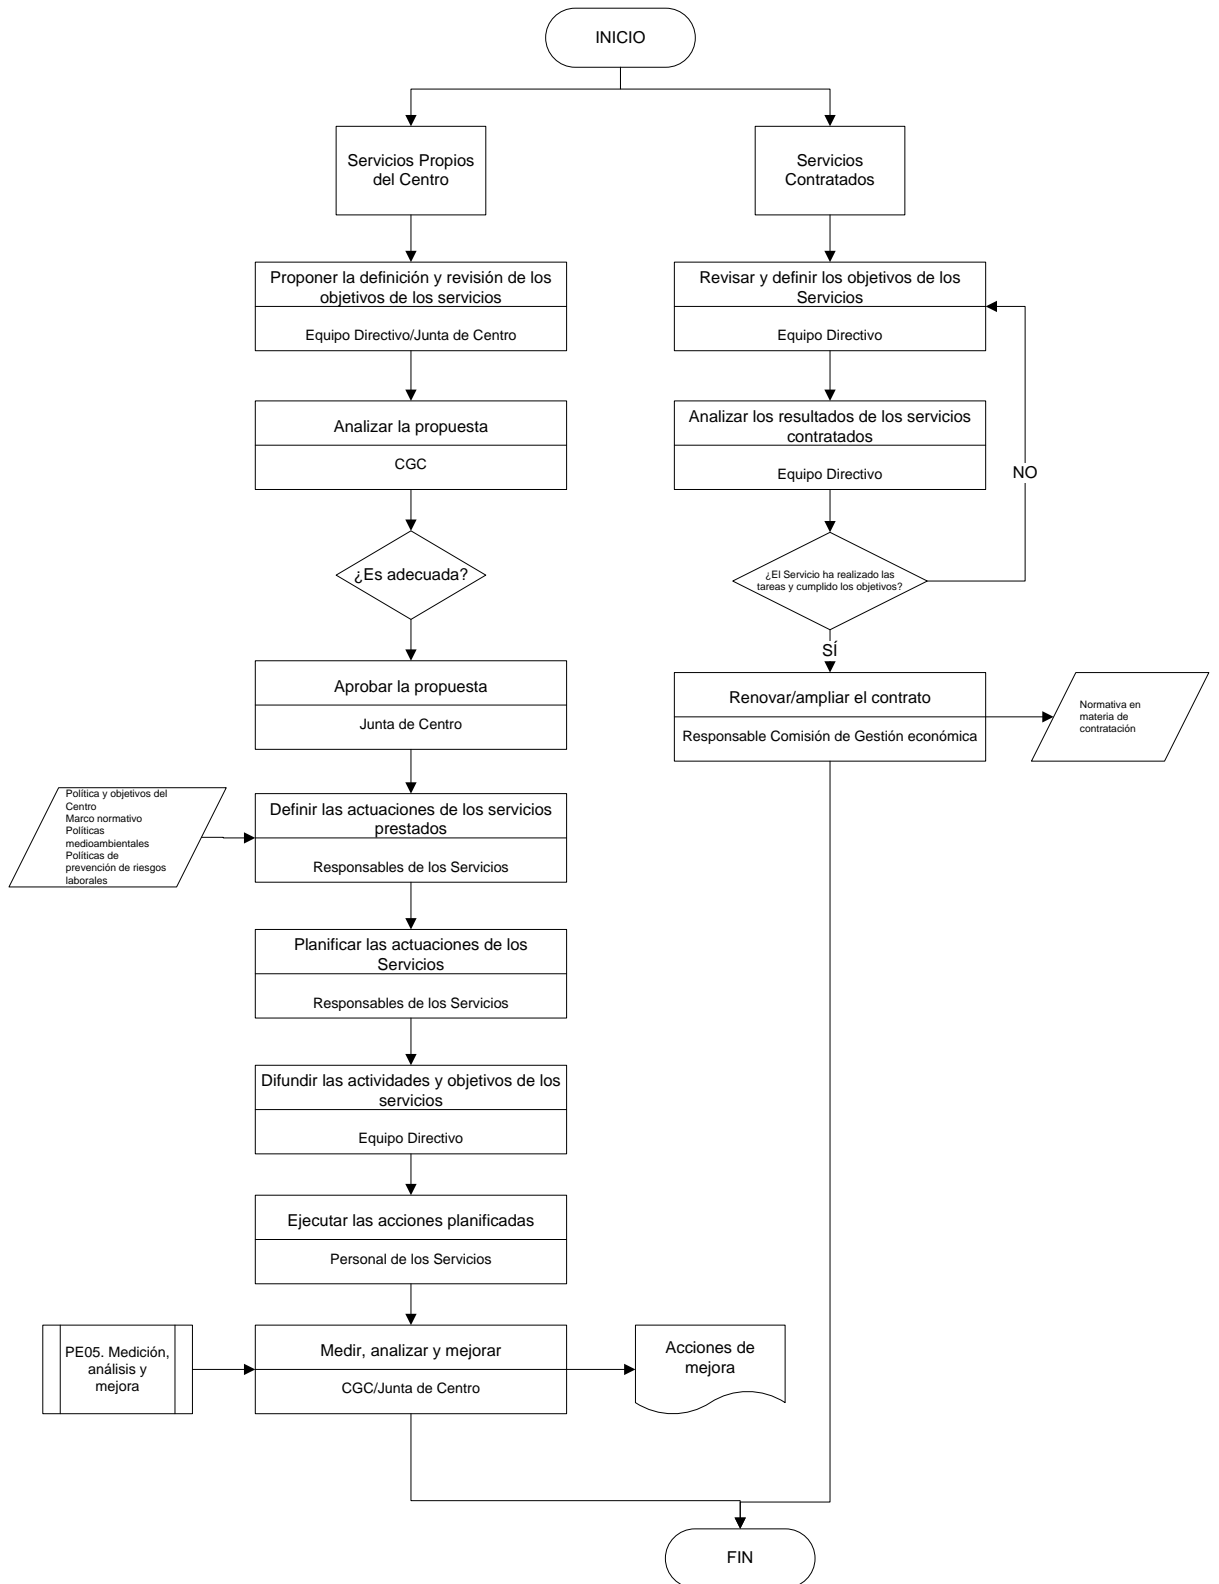 INICIO
Servicios Propios
del Centro
Servicios
Contratados
Proponer la definición y revisión de los
objetivos de los servicios
Equipo Directivo/Junta de Centro
Revisar y definir los objetivos de los
Servicios
Equipo Directivo
Analizar la propuesta
CGC
Analizar los resultados de los servicios
contratados
Equipo Directivo
NO
¿Es adecuada?
¿El Servicio ha realizado las
tareas y cumplido los objetivos?
SÍ
Aprobar la propuesta
Junta de Centro
Renovar/ampliar el contrato
Responsable Comisión de Gestión económica
Normativa en
materia de
contratación
Política y objetivos del
Centro
Marco normativo
Políticas
medioambientales
Políticas de
prevención de riesgos
laborales
Definir las actuaciones de los servicios
prestados
Responsables de los Servicios
Planificar las actuaciones de los
Servicios
Responsables de los Servicios
Difundir las actividades y objetivos de los
servicios
Equipo Directivo
Ejecutar las acciones planificadas
Personal de los Servicios
PE05. Medición,
análisis y
mejora
Medir, analizar y mejorar
CGC/Junta de Centro
Acciones de
mejora
FIN